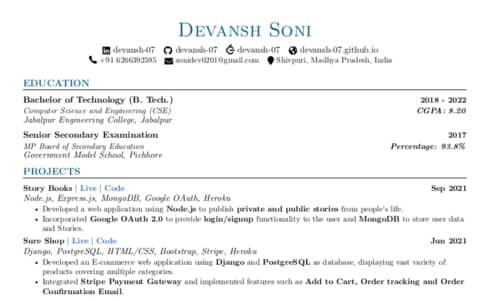 Devansh Soni
devansh-07 devansh-07 devansh-07 devansh-07.github.io
+91 6266392595 sonidev0201@gmail.com Shivpuri, Madhya Pradesh, India
EDUCATION
Bachelor of Technology (B. Tech.) 2018 - 2022
Computer Science and Engineering (CSE) CGPA: 8.20
Jabalpur Engineering College, Jabalpur
Senior Secondary Examination 2017
MP Board of Secondary Education Percentage: 93.8%
Government Model School, Pichhore
PROJECTS
Story Books | Live | Code Sep 2021
Node.js, Express.js, MongoDB, Google OAuth, Heroku
• Developed a web application using Node.js to publish private and public stories from people's life.
• Incorporated Google OAuth 2.0 to provide login/signup functionality to the user and MongoDB to store user data
and Stories.
Sure Shop | Live | Code Jun 2021
Django, PostgreSQL, HTML/CSS, Bootstrap, Stripe, Heroku
• Developed an E-commerce web application using Django and PostgreSQL as database, displaying vast variety of
products covering multiple categories.
• Integrated Stripe Payment Gateway and implemented features such as Add to Cart, Order tracking and Order
Confirmation Email.